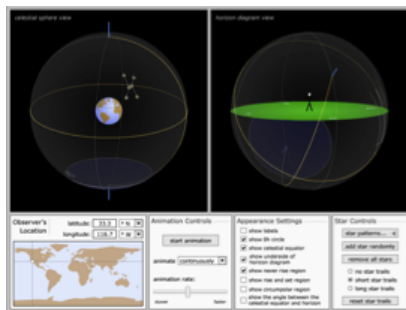 celestial sphere view
horizon diagram view
Observer's
Location
latitude: 33.3 ° N
longitude: 116.7 ° W
Animation Controls
start animation
animate continuously
animation rate:
slower
faster
Appearance Settings
show labels
show 0h circle
show celestial equator
show underside of
horizon diagram
show never rise region
show rise and set region
show circumpolar region
show the angle between the
celestial equator and horizon
Star Controls
star patterns...
add star randomly
remove all stars
no star trails
short star trails
long star trails
reset star trails